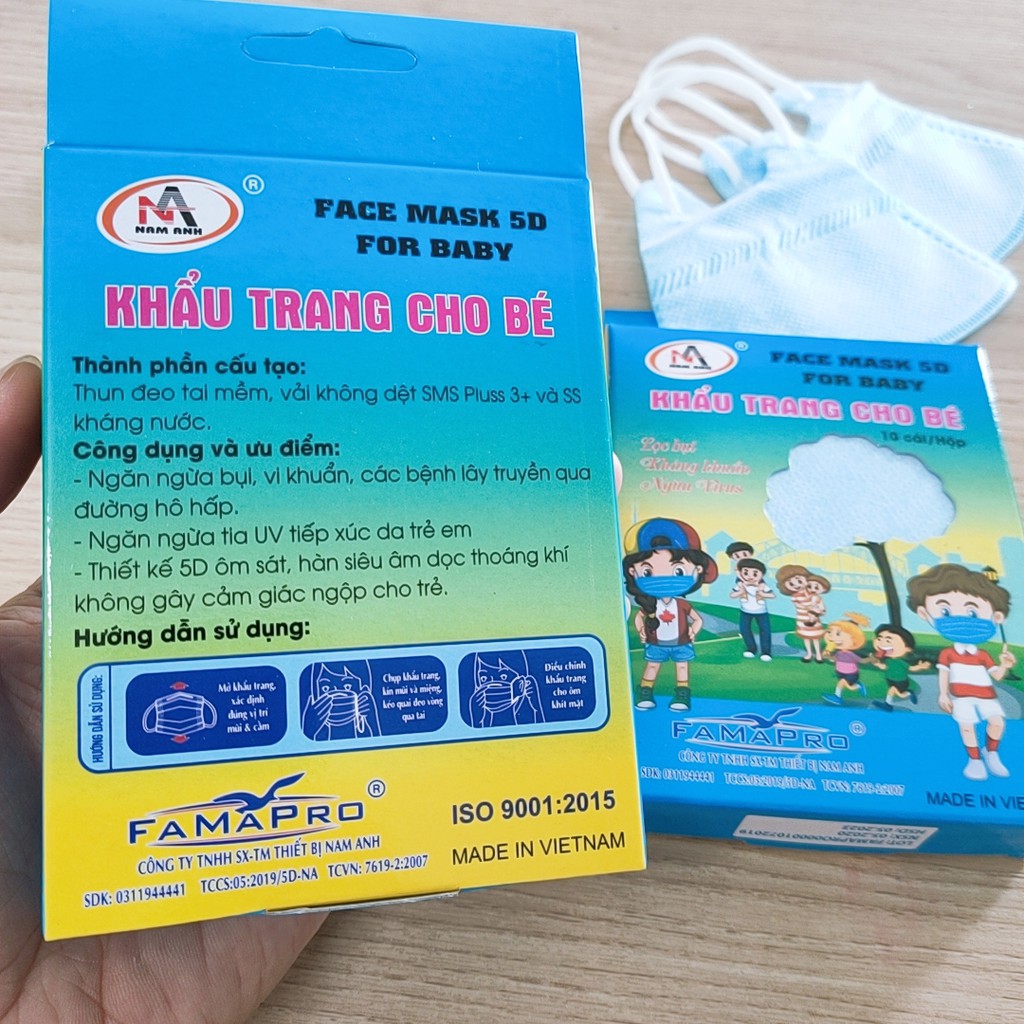 NAM ANH
®
FACE MASK 5D
FOR BABY
KHẨU TRANG CHO BÉ
Thành phần cấu tạo:
Thun đeo tai mềm, vải không dệt SMS Pluss 3+ và SS
kháng nước.
Công dụng và ưu điểm:
- Ngăn ngừa bụi, vi khuẩn, các bệnh lây truyền qua
đường hô hấp.
- Ngăn ngừa tia UV tiếp xúc da trẻ em
- Thiết kế 5D ôm sát, hàn siêu âm dọc thoáng khí
không gây cảm giác ngộp cho trẻ.
Hướng dẫn sử dụng:
HƯỚNG DẪN SỬ DỤNG:
Mở khẩu trang,
xác định
đúng vị trí
mũi & cằm
Chụp khẩu trang,
kín mũi và miệng,
kéo quai đeo vòng
qua tai
Điều chỉnh
khẩu trang
cho ôm
khít mặt
FAMAPRO®
CÔNG TY TNHH SX-TM THIẾT BỊ NAM ANH
SDK: 0311944441 TCCS:05:2019/5D-NA TCVN: 7619-2:2007
ISO 9001:2015
MADE IN VIETNAM
NAM ANH
®
FACE MASK 5D
FOR BABY
KHẨU TRANG CHO BÉ
10 cái/Hộp
Lọc bụi
Kháng khuẩn
Ngừa Virus
FAMAPRO®
CÔNG TY TNHH SX-TM THIẾT BỊ NAM ANH
SDK: 0311944441 TCCS:05:2019/5D-NA TCVN: 7619-2:2007
MADE IN VIE